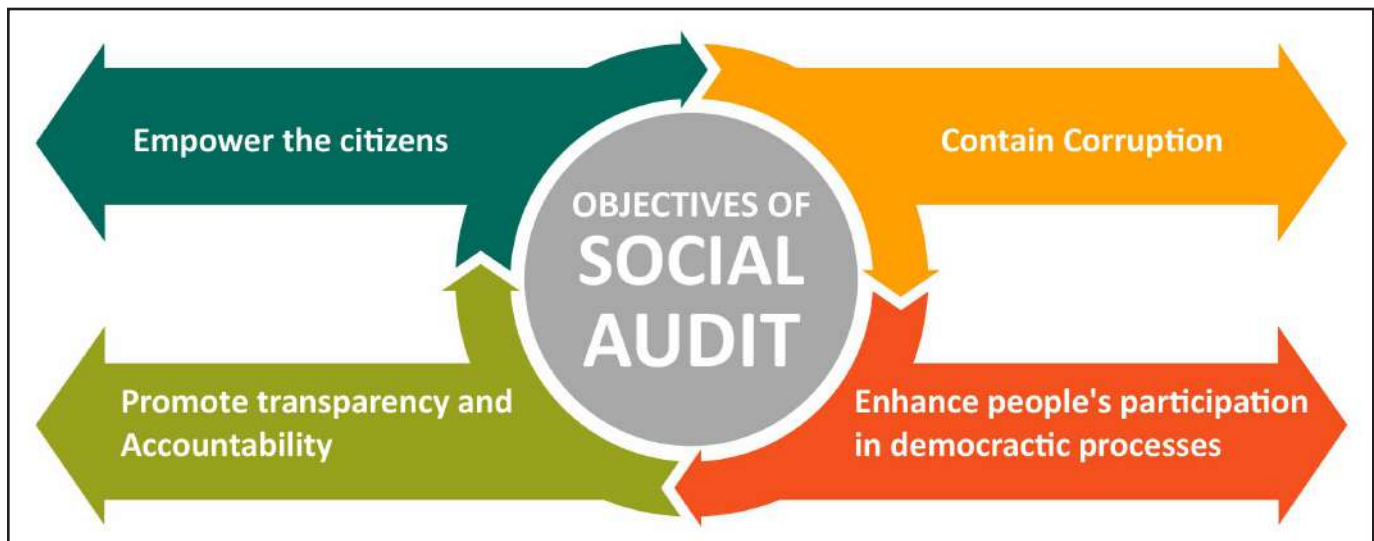 Empower the citizens
Contain Corruption
OBJECTIVES OF
SOCIAL
AUDIT
Promote transparency and
Accountability
Enhance people's participation
in democractic processes